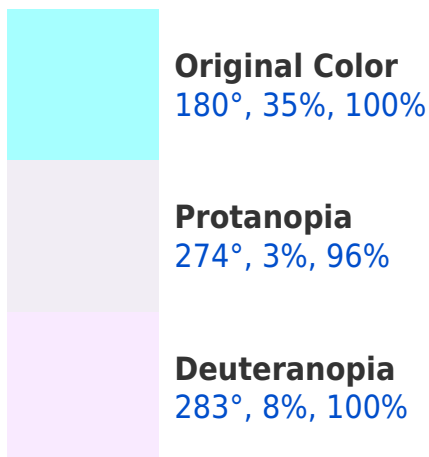 Original Color
180°, 35%, 100%
Protanopia
274°, 3%, 96%
Deuteranopia
283°, 8%, 100%